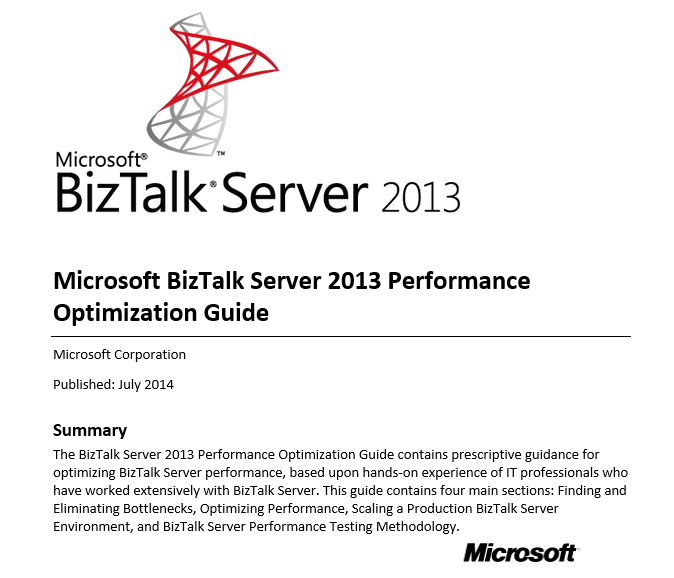 Microsoft®
BizTalk® Server 2013
™
Microsoft BizTalk Server 2013 Performance
Optimization Guide
Microsoft Corporation
Published: July 2014
Summary
The BizTalk Server 2013 Performance Optimization Guide contains prescriptive guidance for
optimizing BizTalk Server performance, based upon hands-on experience of IT professionals who
have worked extensively with BizTalk Server. This guide contains four main sections: Finding and
Eliminating Bottlenecks, Optimizing Performance, Scaling a Production BizTalk Server
Environment, and BizTalk Server Performance Testing Methodology.
Microsoft